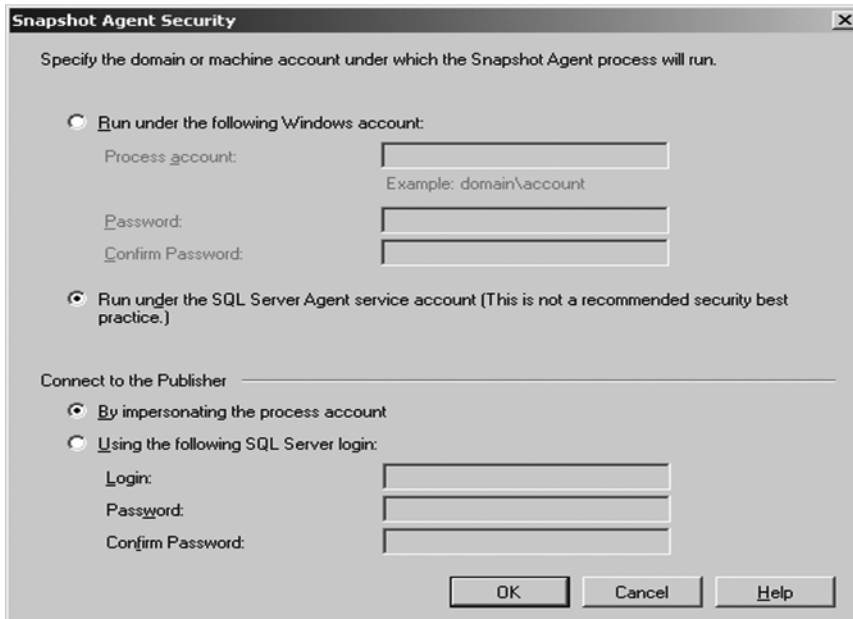 Snapshot Agent Security
Specify the domain or machine account under which the Snapshot Agent process will run.
Run under the following Windows account:
Process account:
Example: domain\account
Password:
Confirm Password:
Run under the SQL Server Agent service account (This is not a recommended security best
practice.)
Connect to the Publisher
By impersonating the process account
Using the following SQL Server login:
Login:
Password:
Confirm Password:
OK Cancel Help